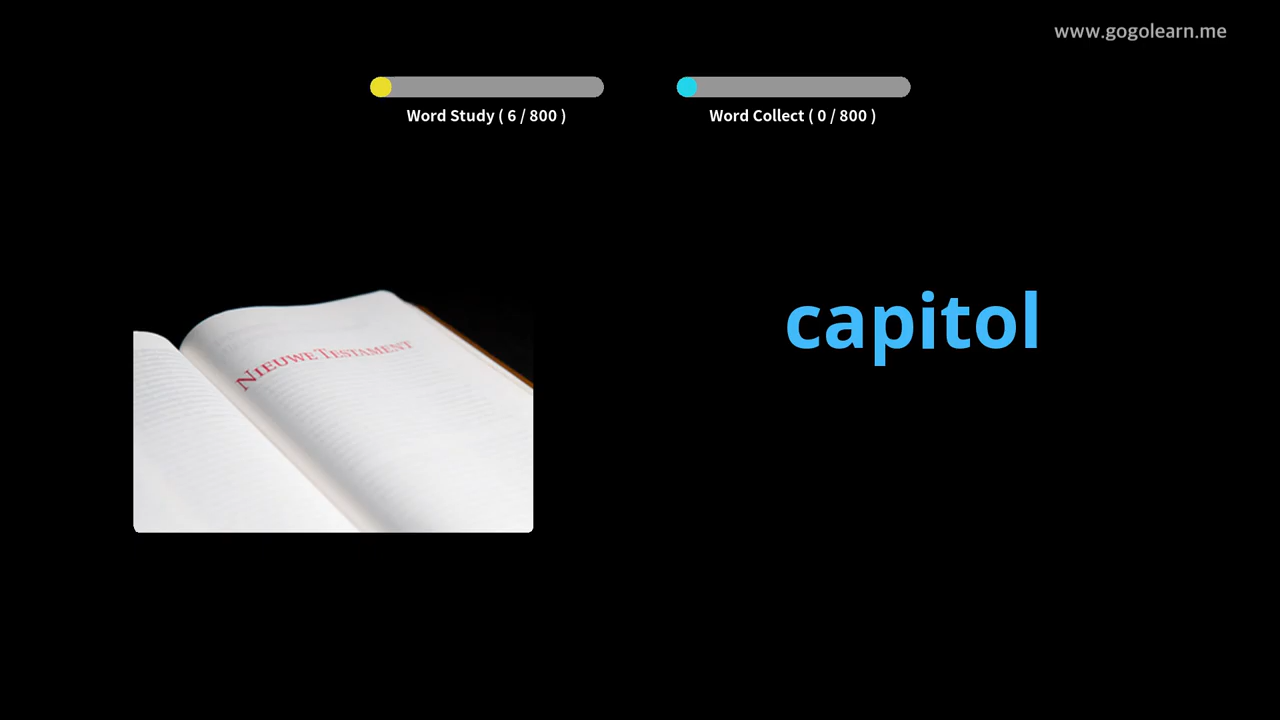 www.gogolearn.me
Word Study ( 6 / 800 )
Word Collect ( 0 / 800 )
capitol
NIEUWE TESTAMENT